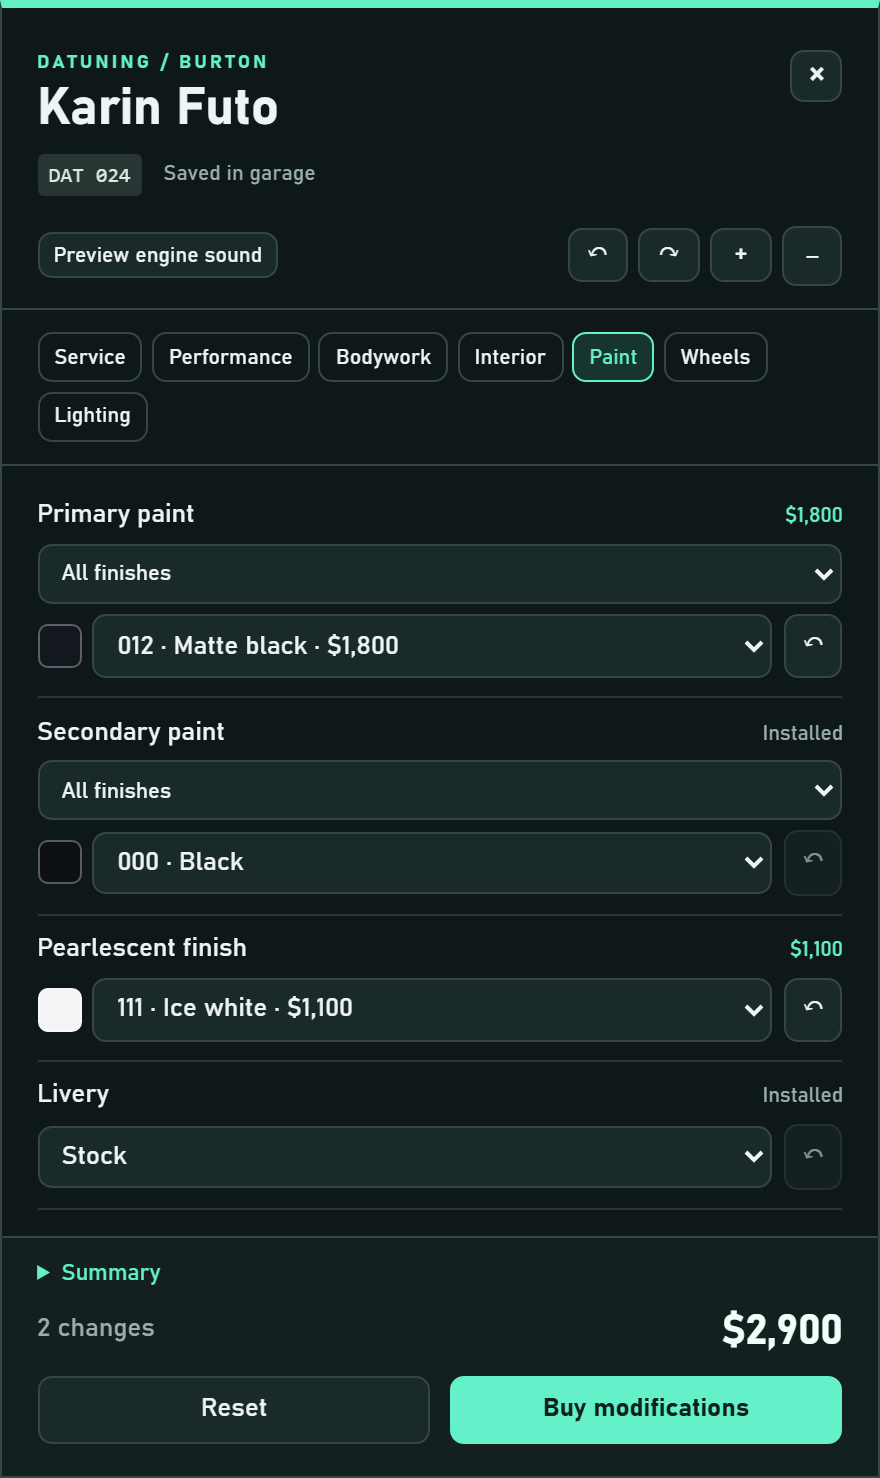 DATUNING / BURTON
Karin Futo
×
DAT 024 Saved in garage
Preview engine sound
+ –
Service Performance Bodywork Interior Paint Wheels
Lighting
Primary paint $1,800
All finishes
012 · Matte black · $1,800
Secondary paint Installed
All finishes
000 · Black
Pearlescent finish $1,100
111 · Ice white · $1,100
Livery Installed
Stock
Summary
2 changes $2,900
Reset Buy modifications